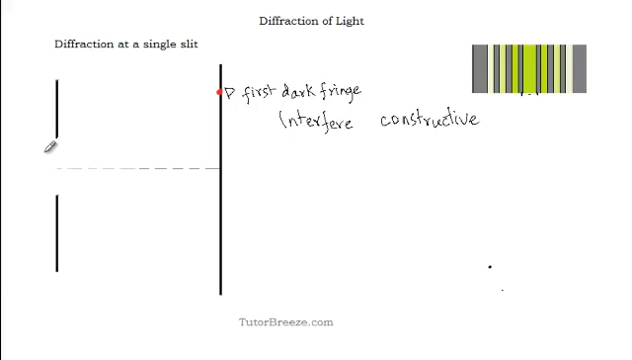 Diffraction of Light
Diffraction at a single slit
P first dark fringe
Interfere constructive
TutorBreeze.com